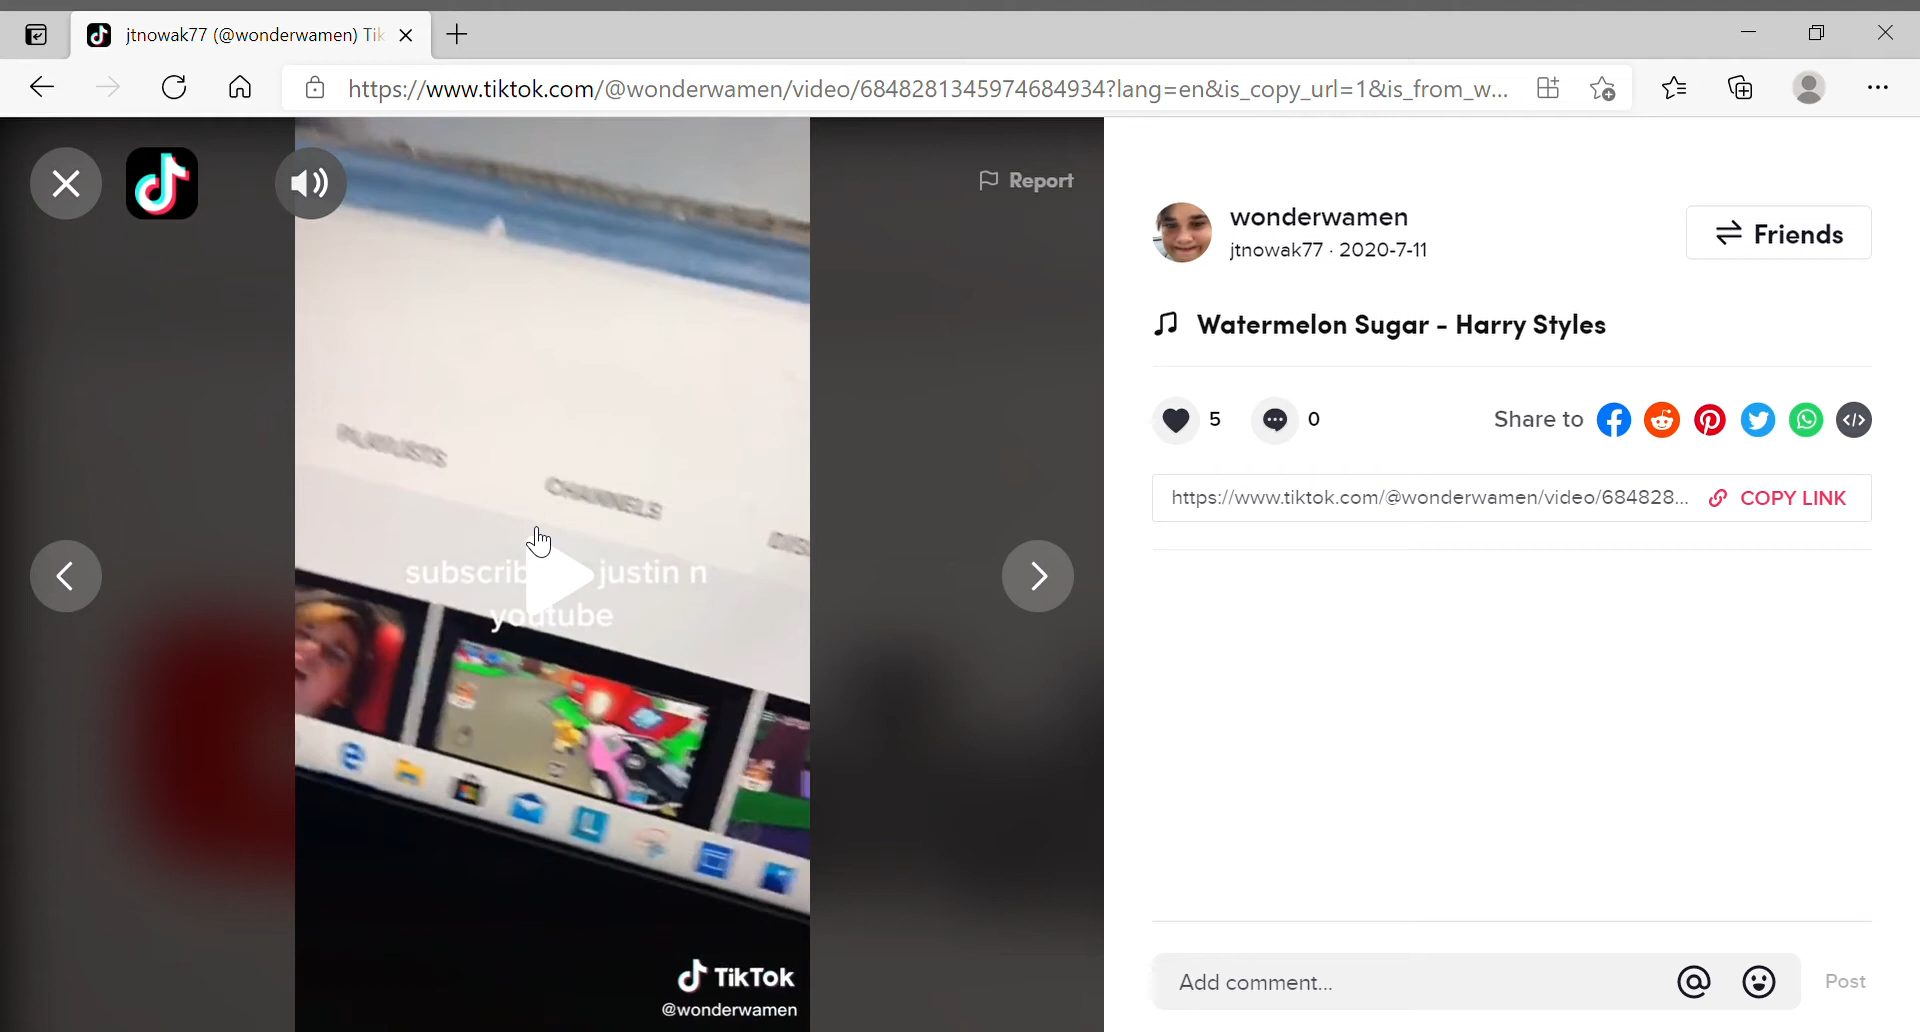 jtnowak77 (@wonderwamen) Tik
https://www.tiktok.com/@wonderwamen/video/6848281345974684934?lang=en&is_copy_url=1&is_from_w...
Report
PLAYLISTS
CHANNELS
DIS
subscrib justin n
youtube
TikTok
@wonderwamen
wonderwamen
jtnowak77 · 2020-7-11
Friends
Watermelon Sugar - Harry Styles
5
0
Share to
https://www.tiktok.com/@wonderwamen/video/684828...
COPY LINK
Add comment...
Post